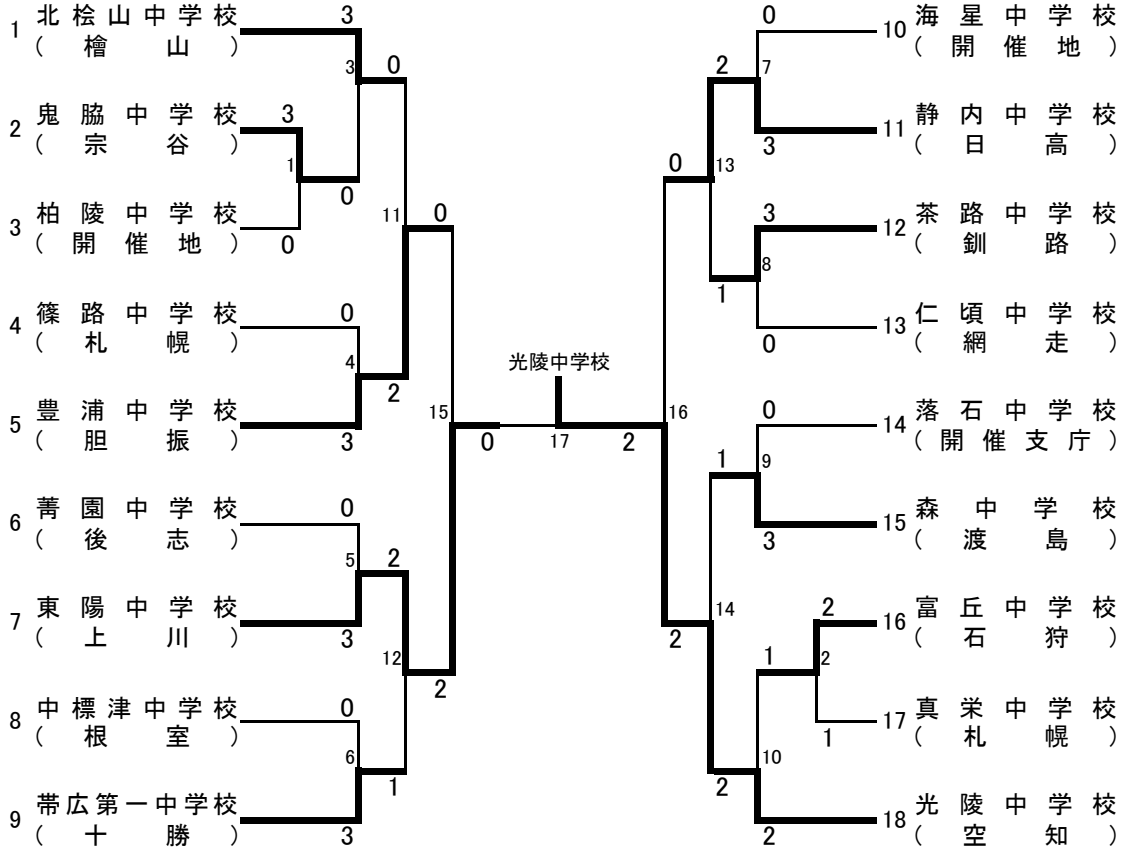 1 北桧山中学校
(檜山)
2 鬼脇中学校
(宗谷)
3 柏陵中学校
(開催地)
4 篠路中学校
(札幌)
5 豊浦中学校
(胆振)
6 菁園中学校
(後志)
7 東陽中学校
(上川)
8 中標津中学校
(根室)
9 帯広第一中学校
(十勝)
3
3
0
3
1
0
0
11
0
0
4
2
3
15
0
0
5
2
3
12
2
0
6
1
3
光陵中学校
17
2
0
7
2
3
0
13
3
8
1
0
16
0
1
9
3
14
2
2
1
2
1
10
2
2
10 海星中学校
(開催地)
11 静内中学校
(日高)
12 茶路中学校
(釧路)
13 仁頃中学校
(網走)
14 落石中学校
(開催支庁)
15 森中学校
(渡島)
16 富丘中学校
(石狩)
17 真栄中学校
(札幌)
18 光陵中学校
(空知)